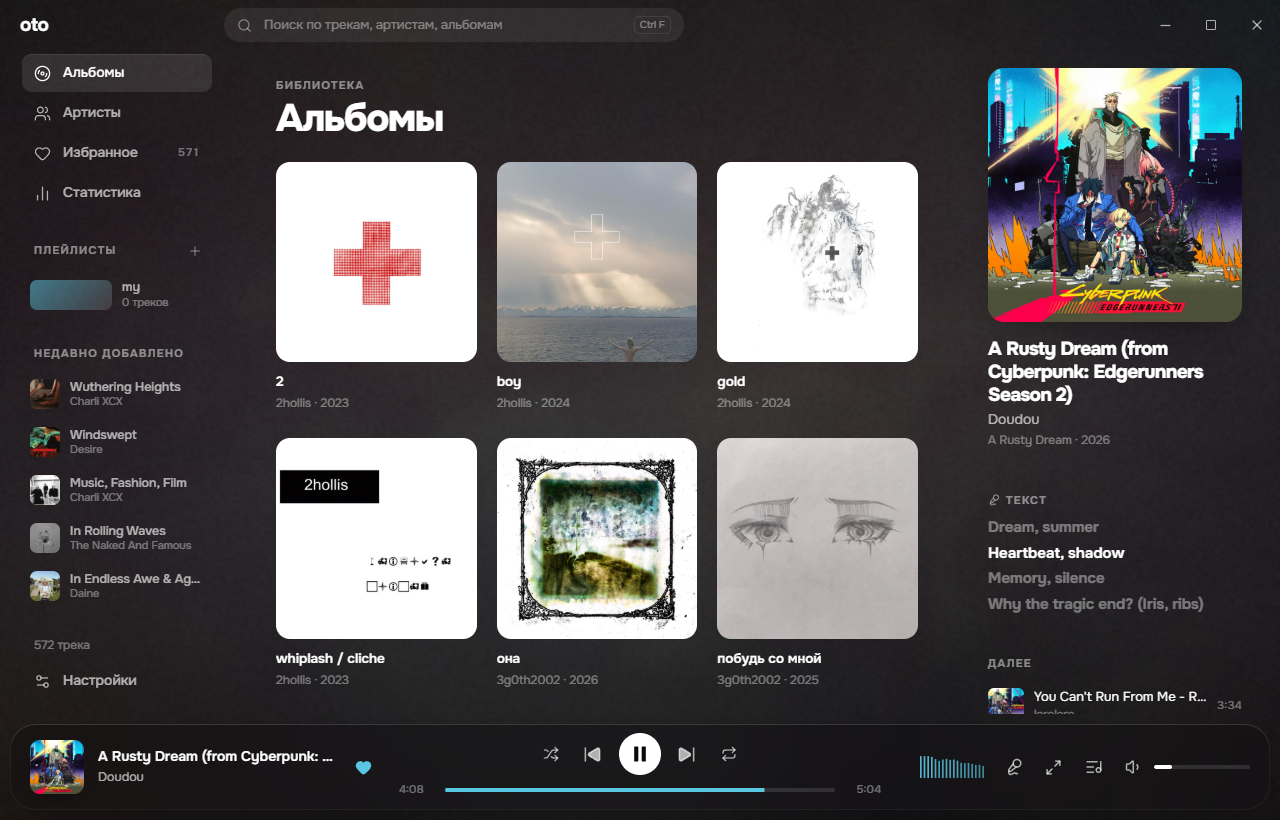 oto
Поиск по трекам, артистам, альбомам
Ctrl F
Альбомы
Артисты
Избранное 571
Статистика
ПЛЕЙЛИСТЫ
my
0 треков
НЕДАВНО ДОБАВЛЕНО
Wuthering Heights
Charli XCX
Windswept
Desire
Music, Fashion, Film
Charli XCX
In Rolling Waves
The Naked And Famous
In Endless Awe & Ag...
Daine
572 трека
Настройки
БИБЛИОТЕКА
Альбомы
2
2hollis · 2023
boy
2hollis · 2024
gold
2hollis · 2024
2hollis
whiplash / cliche
2hollis · 2023
она
3g0th2002 · 2026
побудь со мной
3g0th2002 · 2025
Cyberpunk
EDGERUNNERS II
A Rusty Dream (from
Cyberpunk: Edgerunners
Season 2)
Doudou
A Rusty Dream · 2026
ТЕКСТ
Dream, summer
Heartbeat, shadow
Memory, silence
Why the tragic end? (Iris, ribs)
ДАЛЕЕ
You Can't Run From Me - R...
3:34
A Rusty Dream (from Cyberpunk: ...
Doudou
4:08
5:04